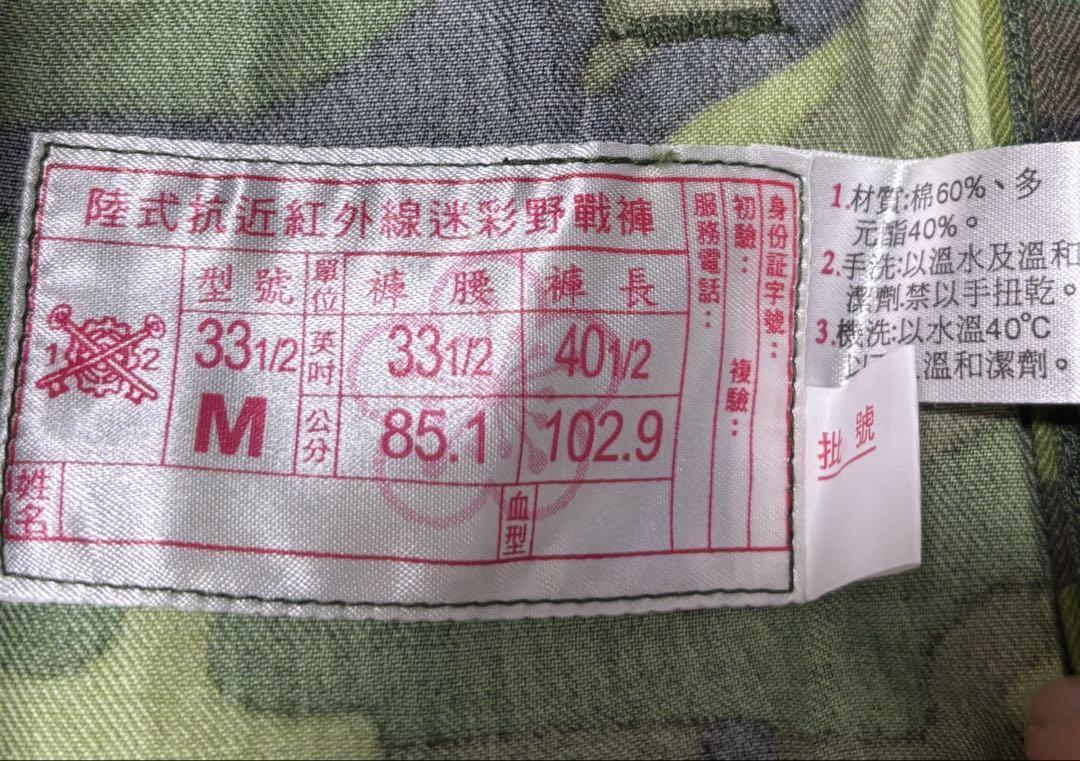 陸式抗近紅外線迷彩野戰褲
型號 單位 褲腰 褲長
33 1/2 英吋 33 1/2 40 1/2
M 公分 85.1 102.9
1 2
姓名
血型
服務電話：
初驗： 複驗：
身份証字號：
1.材質:棉60%、多
元酯40%。
2.手洗:以溫水及溫和
潔劑.禁以手扭乾。
3.機洗:以水溫40°C
溫和潔劑。
批號